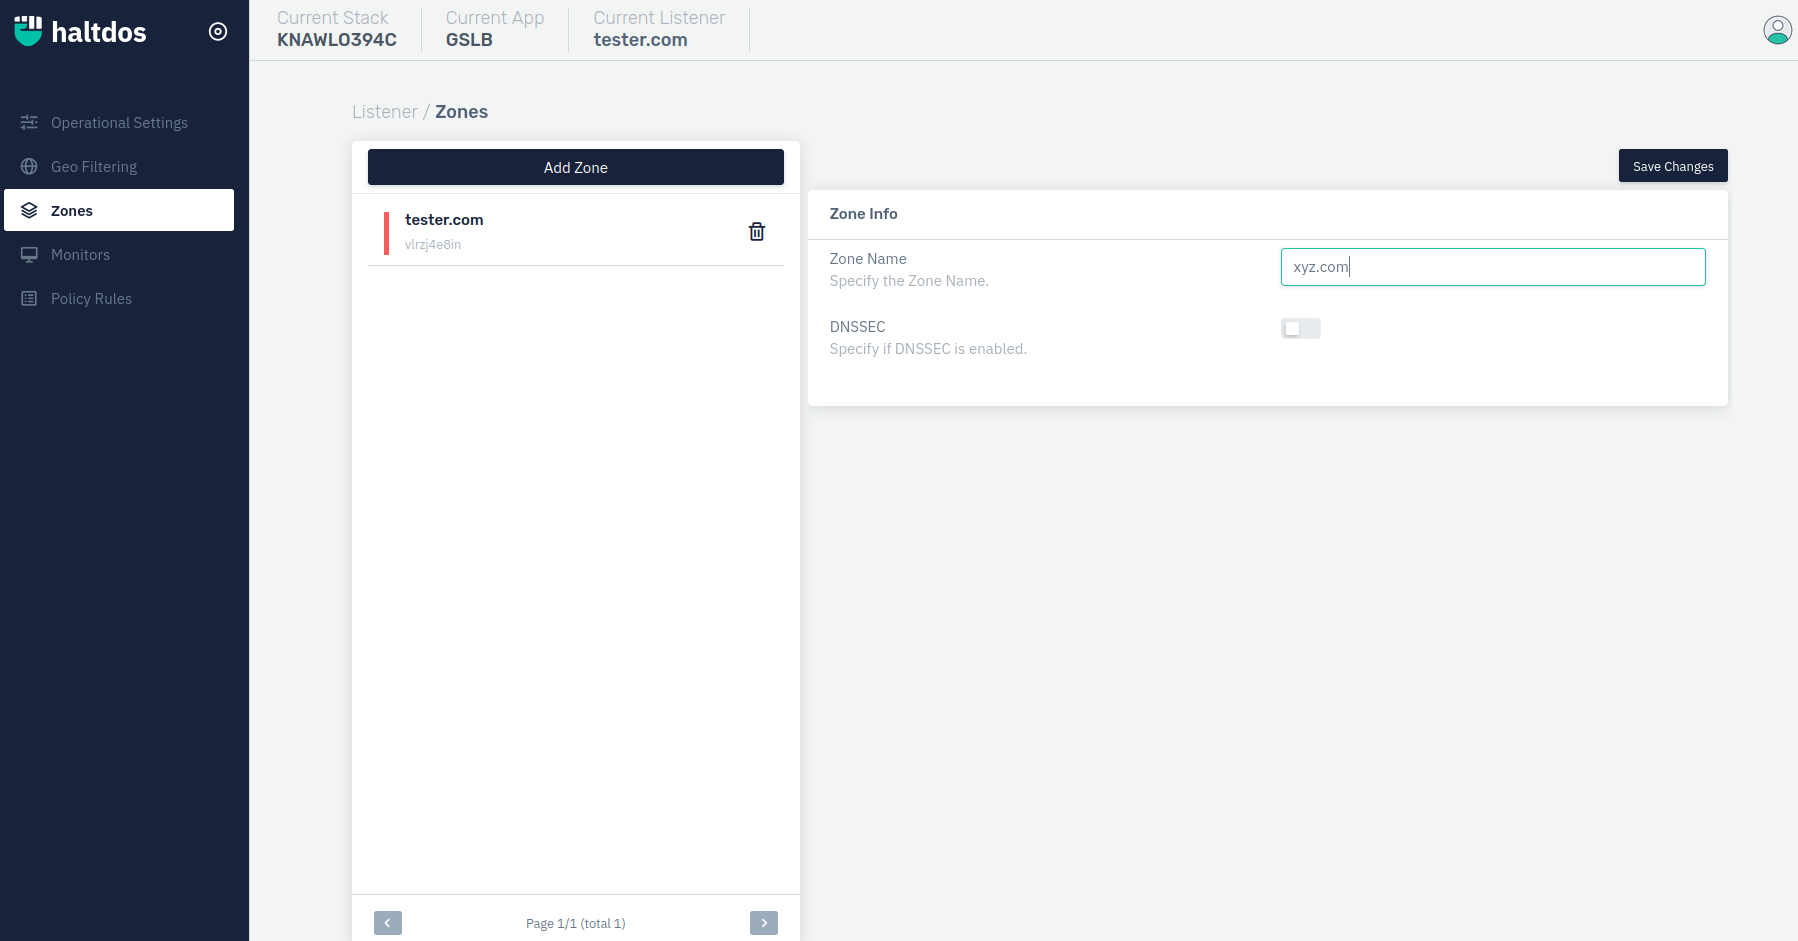 haltdos
Current Stack
KNAWLO394C
Current App
GSLB
Current Listener
tester.com
Operational Settings
Geo Filtering
Zones
Monitors
Policy Rules
Listener / Zones
Add Zone
tester.com
vlrzj4e8in
Page 1/1 (total 1)
Save Changes
Zone Info
Zone Name
Specify the Zone Name.
xyz.com
DNSSEC
Specify if DNSSEC is enabled.